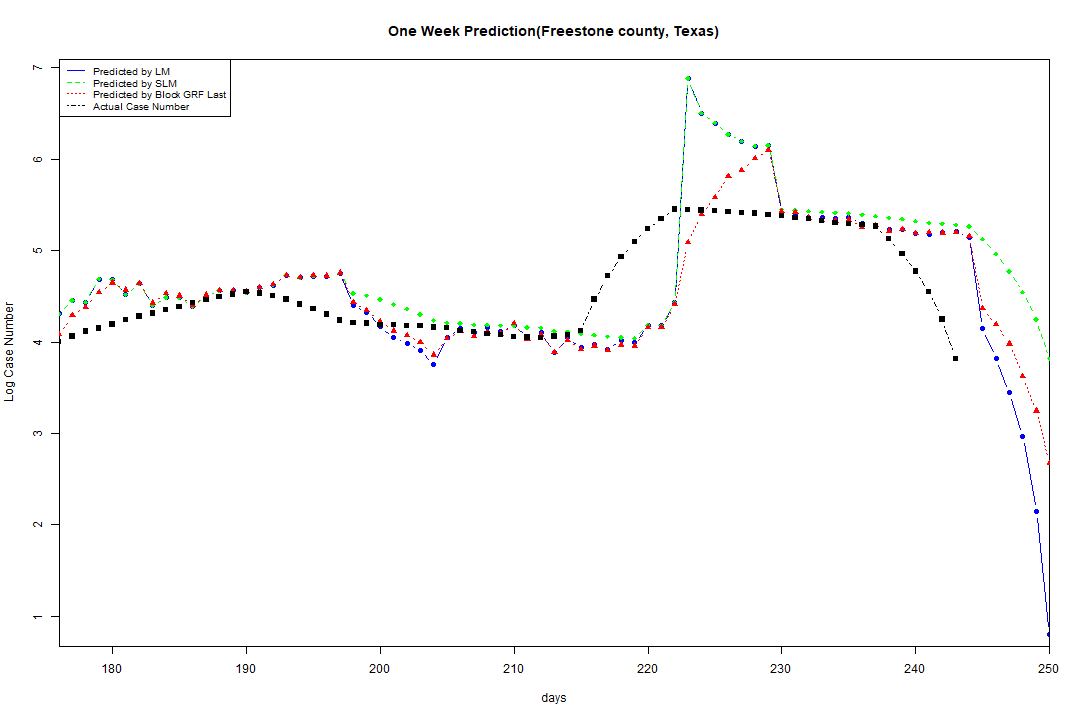 One Week Prediction(Freestone county, Texas)
Predicted by LM
Predicted by SLM
Predicted by Block GRF Last
Actual Case Number
7
6
5
4
3
2
1
Log Case Number
180 190 200 210 220 230 240 250
days